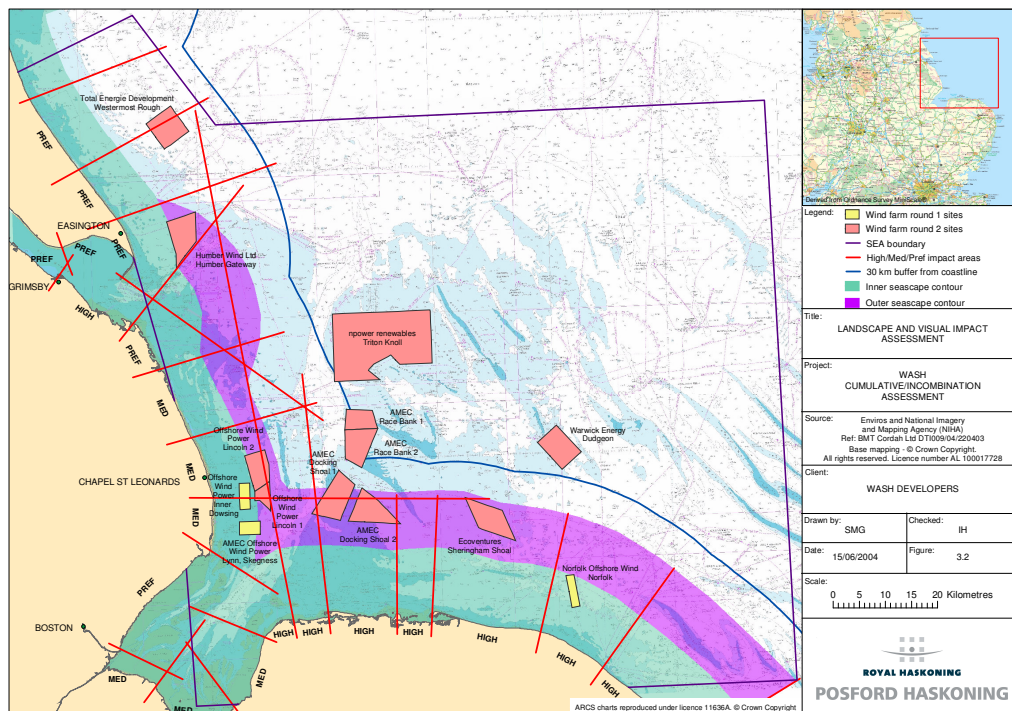 Total Energie Development
Westermost Rough
PREF
PREF
EASINGTON
PREF
PREF
PREF
GRIMSBY
HIGH
PREF
MED
Humber Wind Ltd
Humber Gateway
npower renewables
Triton Knoll
AMEC
Race Bank 1
AMEC
Race Bank 2
Warwick Energy
Dudgeon
Offshore Wind
Power
Lincoln 2
AMEC
Docking
Shoal 1
CHAPEL ST LEONARDS
MED
MED
Offshore
Wind
Power
Inner
Dowsing
Offshore
Wind
Power
Lincoln 1
AMEC Offshore
Wind Power
Lynn, Skegness
AMEC
Docking Shoal 2
Ecoventures
Sheringham Shoal
Norfolk Offshore Wind
Norfolk
PREF
BOSTON
MED
MED
MED
HIGH
HIGH
HIGH
HIGH
HIGH
HIGH
HIGH
ARCS charts reproduced under licence 11636A. © Crown Copyright
Derived from Ordnance Survey MiniScale®
Legend:
Wind farm round 1 sites
Wind farm round 2 sites
SEA boundary
High/Med/Pref impact areas
30 km buffer from coastline
Inner seascape contour
Outer seascape contour
Title:
LANDSCAPE AND VISUAL IMPACT
ASSESSMENT
Project:
WASH
CUMULATIVE/INCOMBINATION
ASSESSMENT
Source:
Enviros and National Imagery
and Mapping Agency (NIHA)
Ref: BMT Cordah Ltd DTI009/04/220403
Base mapping - © Crown Copyright.
All rights reserved. Licence number AL 100017728
Client:
WASH DEVELOPERS
Drawn by:
SMG
Checked:
IH
Date:
15/06/2004
Figure:
3.2
Scale:
0 5 10 15 20 Kilometres
ROYAL HASKONING
POSFORD HASKONING